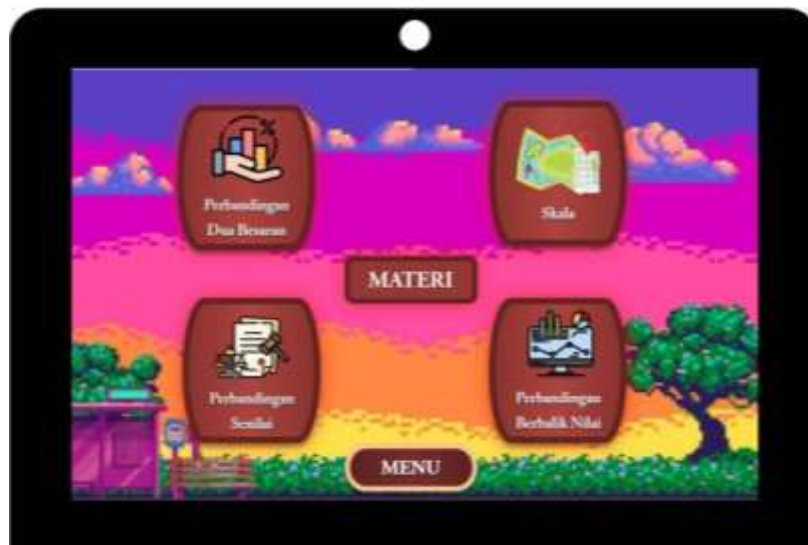 Perbandingan
Dua Besaran
Skala
MATERI
Perbandingan
Senilai
Perbandingan
Berbalik Nilai
MENU